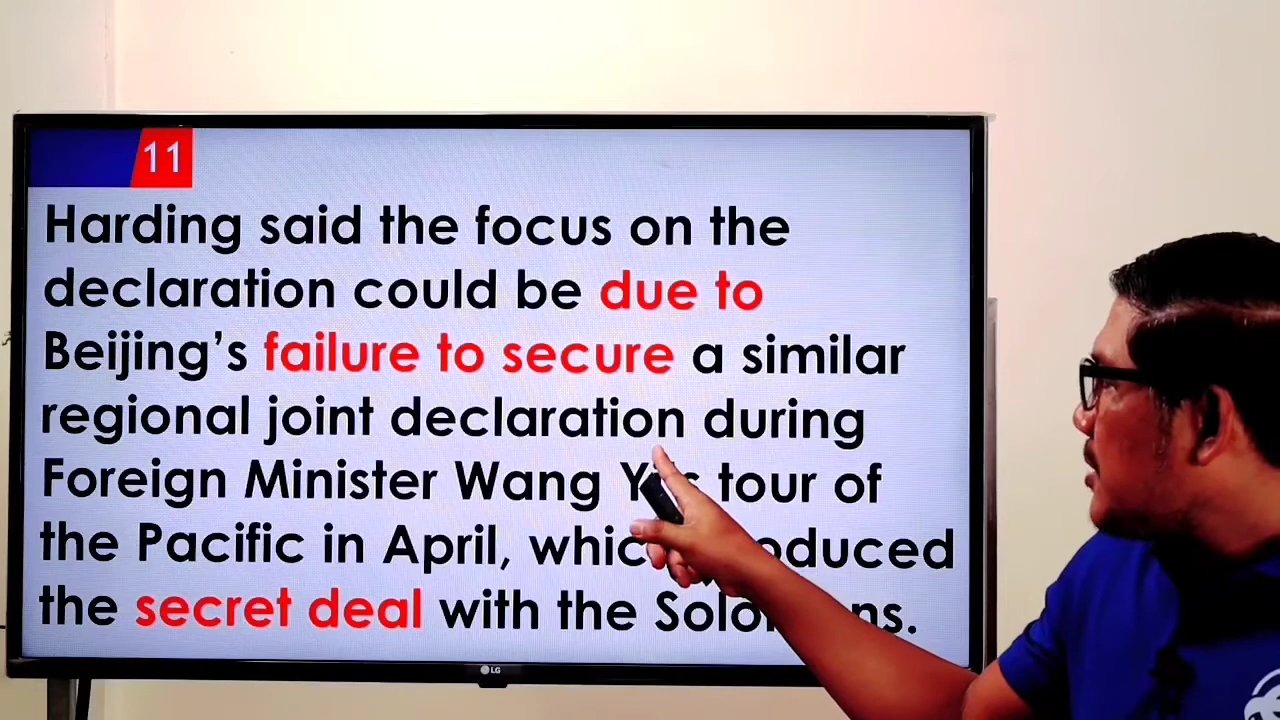 11
Harding said the focus on the
declaration could be due to
Beijing’s failure to secure a similar
regional joint declaration during
Foreign Minister Wang tour of
the Pacific in April,
the secret deal with the
LG